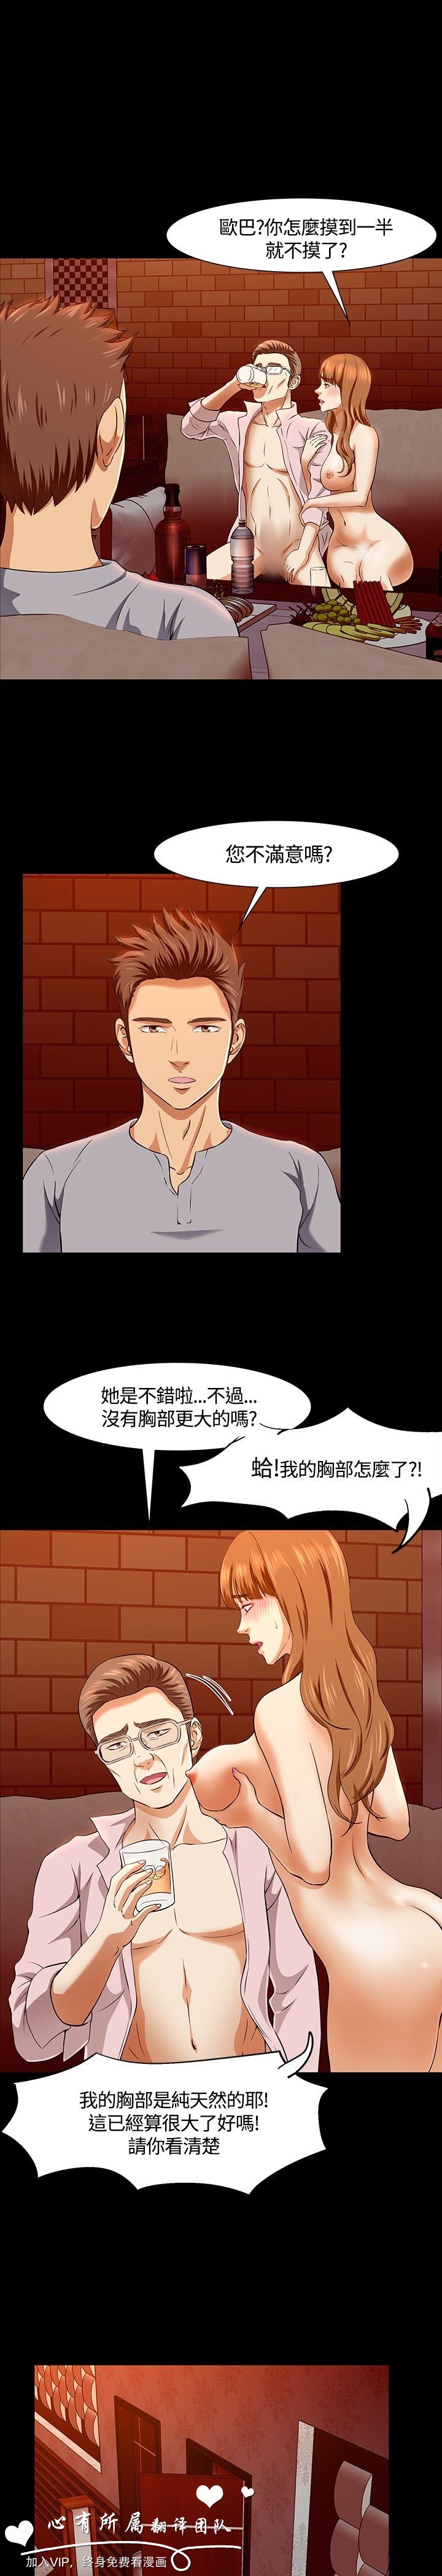 歐巴?你怎麼摸到一半
就不摸了?
您不滿意嗎?
她是不錯啦...不過...
沒有胸部更大的嗎?
蛤!我的胸部怎麼了?!
我的胸部是純天然的耶!
這已經算很大了好嗎!
請你看清楚
心有所属翻译团队
加入VIP，终身免费看漫画